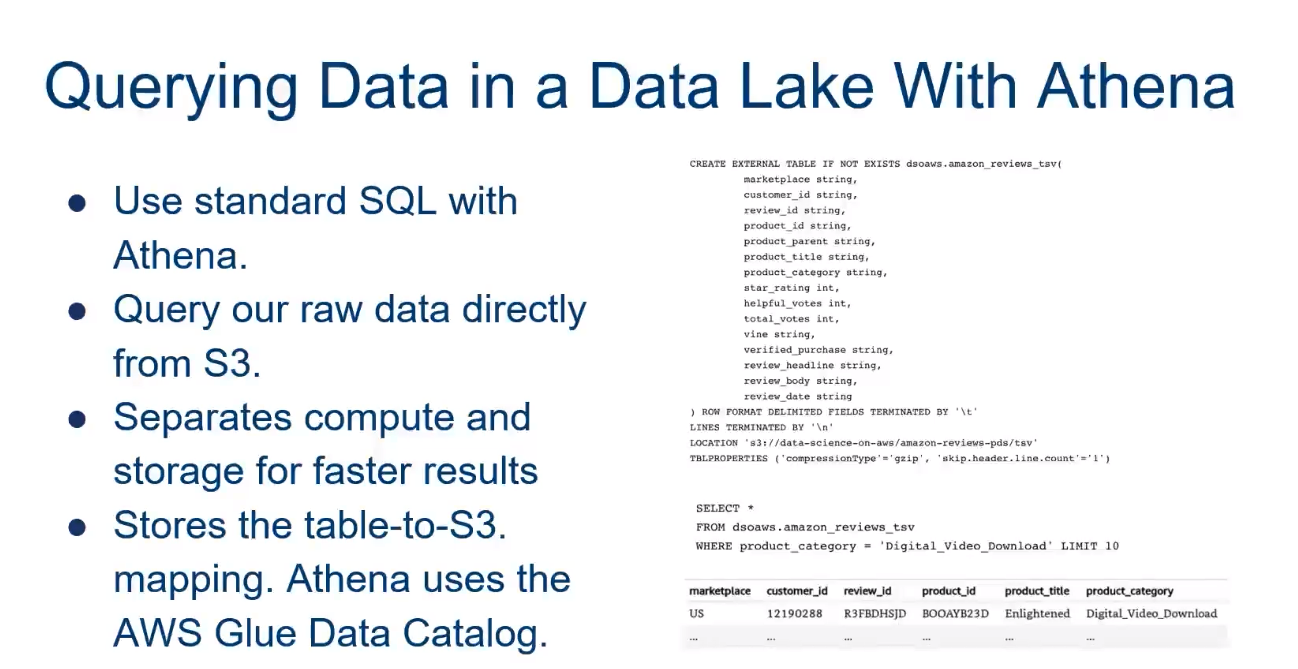 Querying Data in a Data Lake With Athena
● Use standard SQL with
Athena.
● Query our raw data directly
from S3.
● Separates compute and
storage for faster results
● Stores the table-to-S3.
mapping. Athena uses the
AWS Glue Data Catalog.
CREATE EXTERNAL TABLE IF NOT EXISTS dsoaws.amazon_reviews_tsv(
marketplace string,
customer_id string,
review_id string,
product_id string,
product_parent string,
product_title string,
product_category string,
star_rating int,
helpful_votes int,
total_votes int,
vine string,
verified_purchase string,
review_headline string,
review_body string,
review_date string
) ROW FORMAT DELIMITED FIELDS TERMINATED BY '\t'
LINES TERMINATED BY '\n'
LOCATION 's3://data-science-on-aws/amazon-reviews-pds/tsv'
TBLPROPERTIES ('compressionType'='gzip', 'skip.header.line.count'='1')
SELECT *
FROM dsoaws.amazon_reviews_tsv
WHERE product_category = 'Digital_Video_Download' LIMIT 10
marketplace customer_id review_id product_id product_title product_category
US 12190288 R3FBDHSJD BOOAYB23D Enlightened Digital_Video_Download
... ... ... ... ... ...